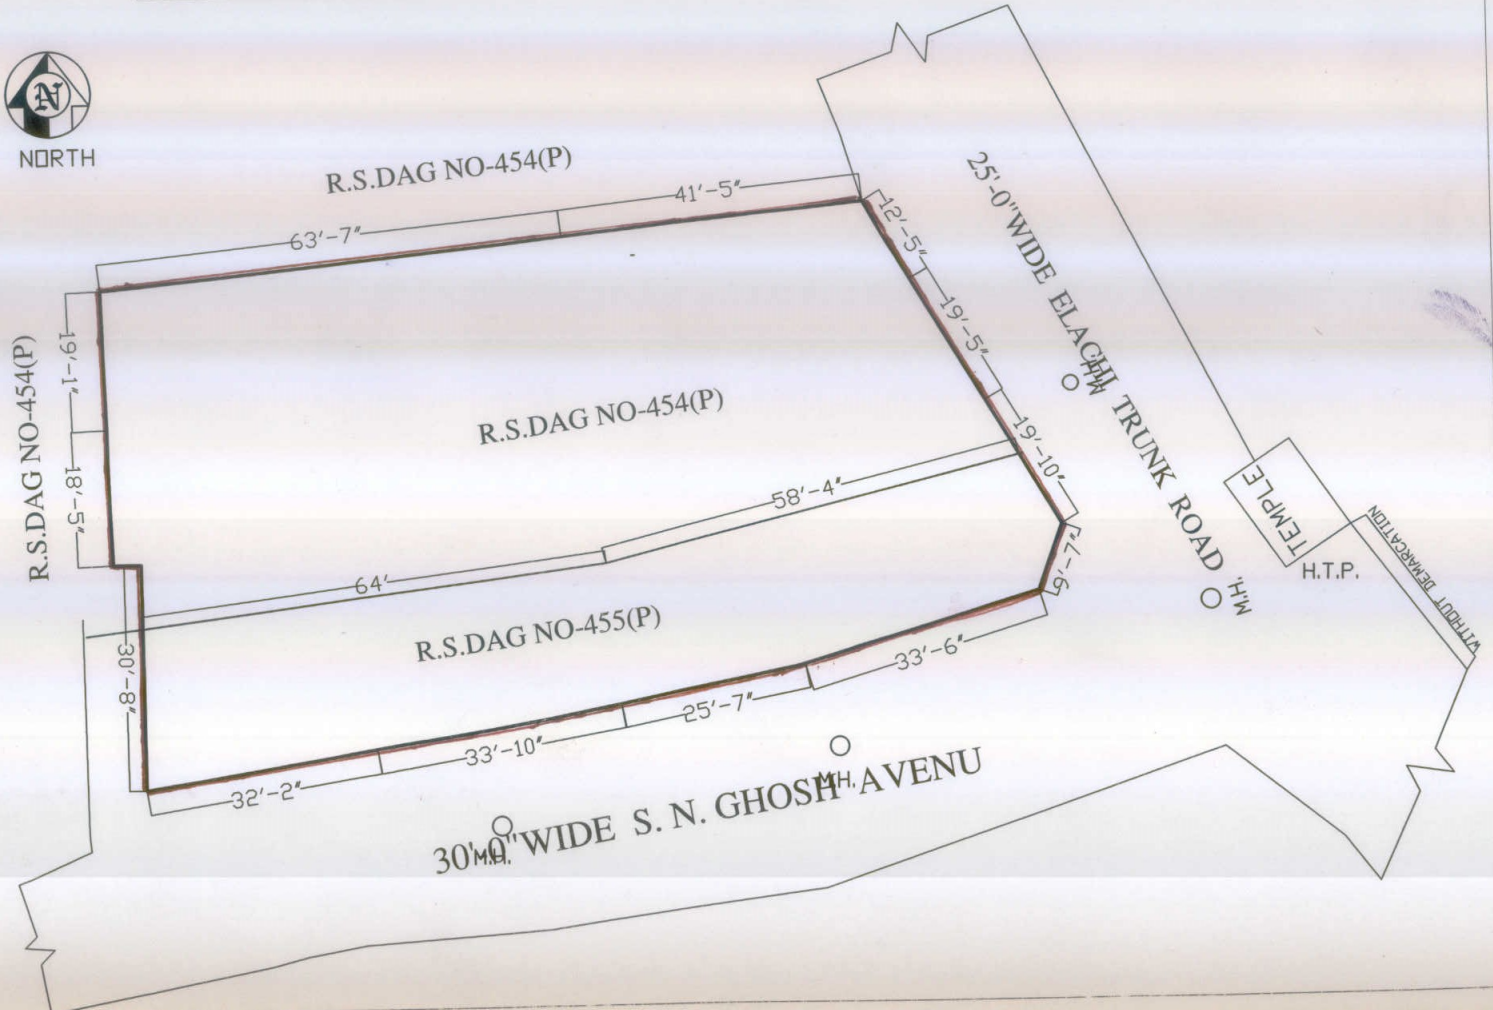 N
NORTH
R.S.DAG NO-454(P)
63'-7"
41'-5"
12'-5"
19'-5"
19'-10"
9'-7"
25'-0"WIDE ELACHI TRUNK ROAD
M.H.
M.H.
TEMPLE
H.T.P.
WITHOUT DEMARCATION
R.S.DAG NO-454(P)
19'-1"
18'-5"
R.S.DAG NO-454(P)
58'-4"
64'
R.S.DAG NO-455(P)
30'-8"
32'-2"
33'-10"
25'-7"
33'-6"
30'-0"WIDE S. N. GHOSH AVENU
M.H.
M.H.